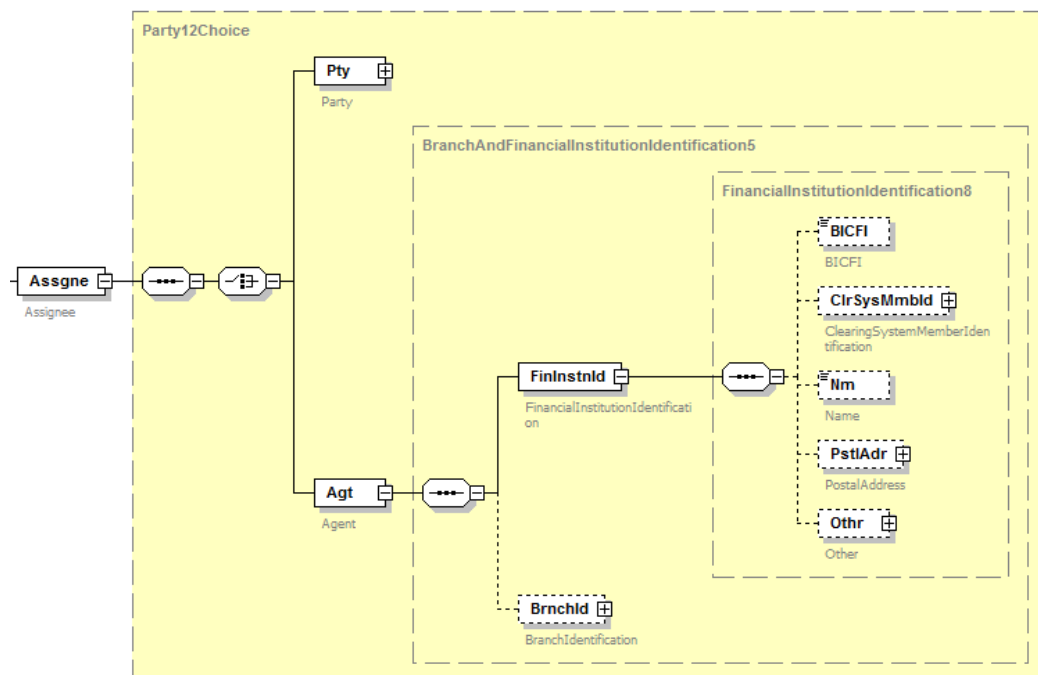 Party12Choice
Pty
Party
BranchAndFinancialInstitutionIdentification5
FinancialInstitutionIdentification8
BICFI
BICFI
Assgne
Assignee
ClrSysMmbId
ClearingSystemMemberIden
tification
FinInstnId
FinancialInstitutionIdentificati
on
Nm
Name
PstlAdr
PostalAddress
Agt
Agent
Othr
Other
BrnchId
BranchIdentification